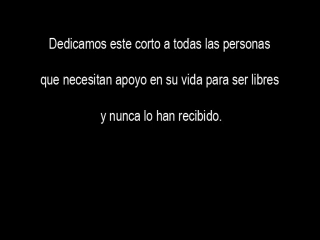 Dedicamos este corto a todas las personas
que necesitan apoyo en su vida para ser libres
y nunca lo han recibido.